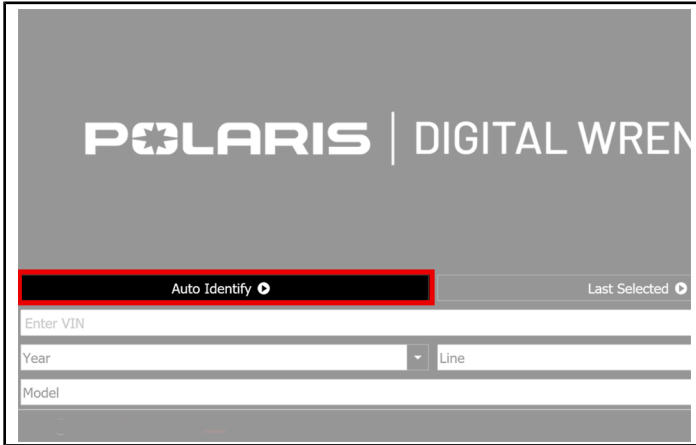 POLARIS | DIGITAL WREN
Auto Identify
Last Selected
Enter VIN
Year
Line
Model